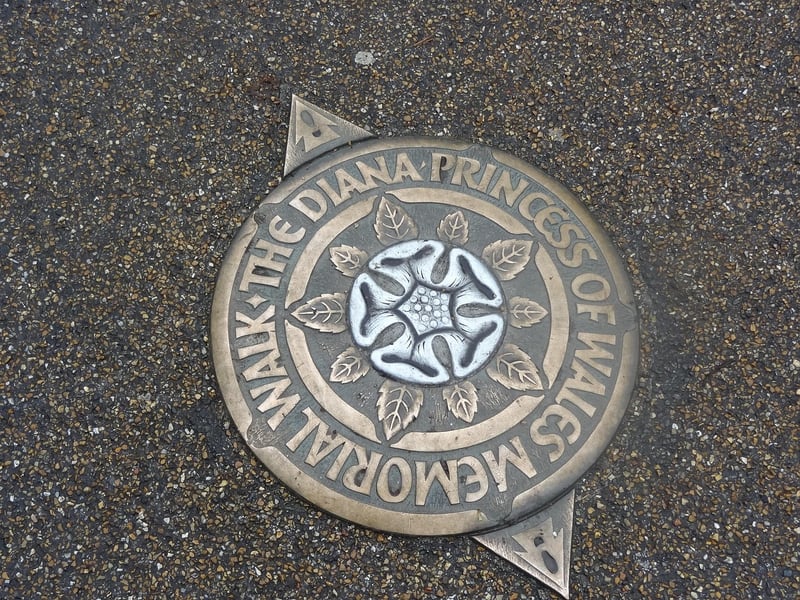 THE DIANA PRINCESS OF WALES MEMORIAL WALK